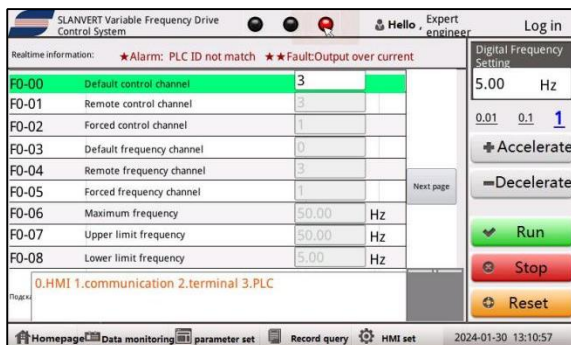 SLANVERT Variable Frequency Drive
Control System
Hello , Expert engineer
Log in
Realtime information: ★Alarm: PLC ID not match ★★Fault:Output over current
F0-00 Default control channel 3
F0-01 Remote control channel 3
F0-02 Forced control channel 1
F0-03 Default frequency channel 0
F0-04 Remote frequency channel 3
F0-05 Forced frequency channel 1
F0-06 Maximum frequency 50.00 Hz
F0-07 Upper limit frequency 50.00 Hz
F0-08 Lower limit frequency 5.00 Hz
Next page
0.HMI 1.communication 2.terminal 3.PLC
Digital Frequency
Setting
5.00 Hz
0.01 0.1 1
Accelerate
Decelerate
Run
Stop
Reset
Homepage Data monitoring parameter set Record query HMI set 2024-01-30 13:10:57